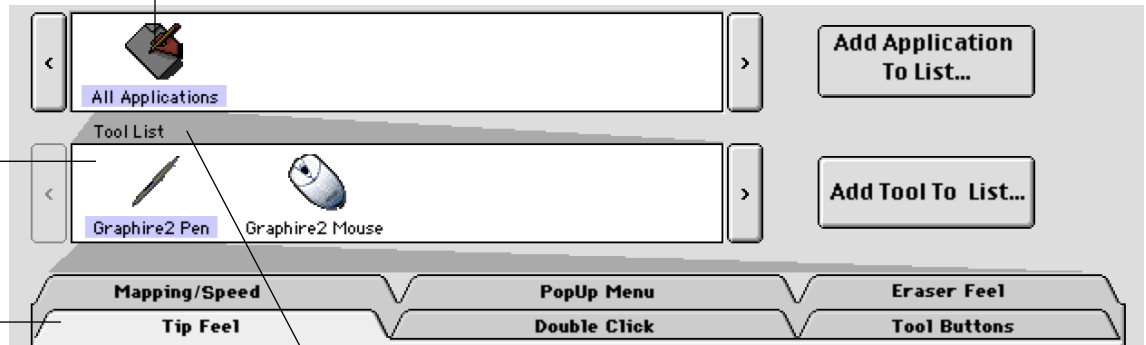 Add Application
To List...
All Applications
Tool List
Add Tool To List...
Graphire2 Pen Graphire2 Mouse
Mapping/Speed PopUp Menu Eraser Feel
Tip Feel Double Click Tool Buttons